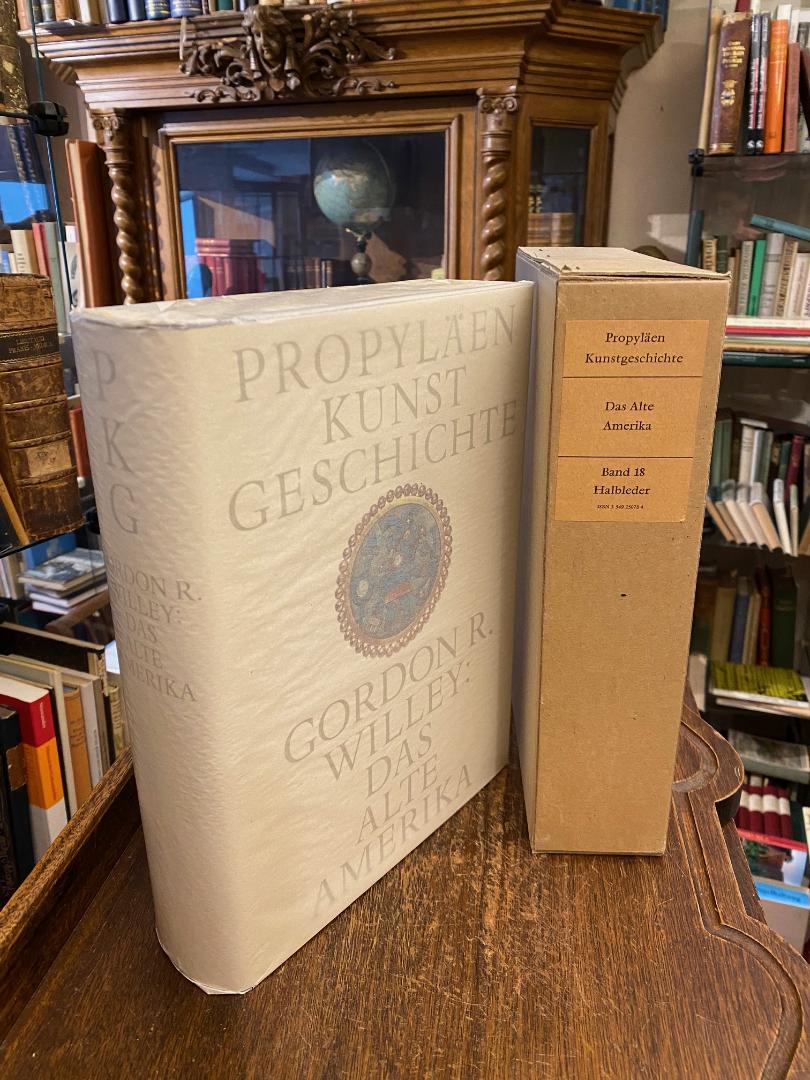 PROPYLÄEN
KUNST
GESCHICHTE
GORDON R.
WILLEY:
DAS
ALTE
AMERIKA
P
K
G
GORDON R.
WILLEY:
DAS
ALTE
AMERIKA
Propyläen
Kunstgeschichte
Das Alte
Amerika
Band 18
Halbleder